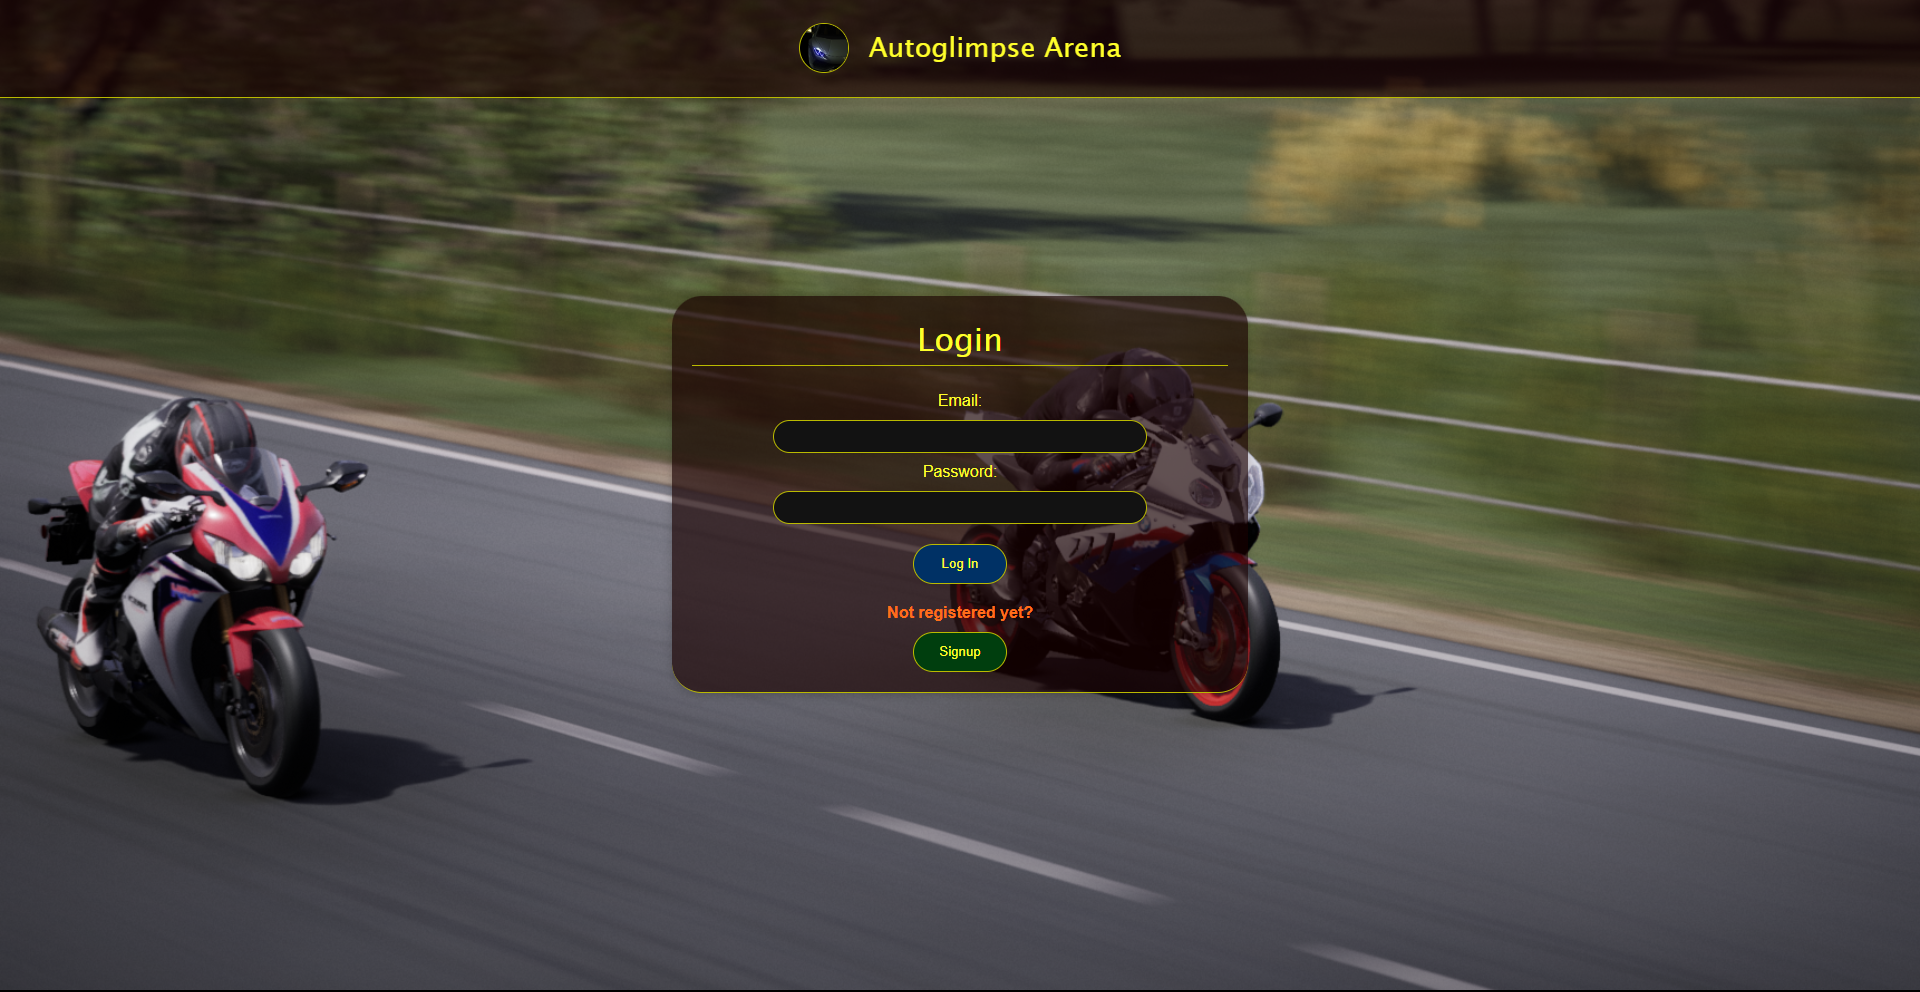 Autoglimpse Arena
Login
Email:
Password:
Log In
Not registered yet?
Signup